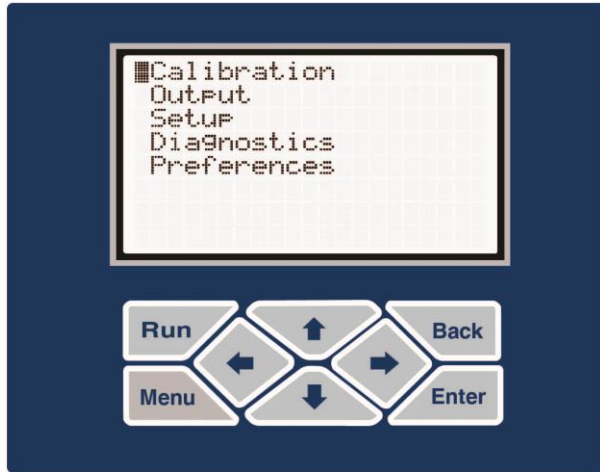 Calibration
Output
Setup
Diagnostics
Preferences
Run
Back
Menu
Enter